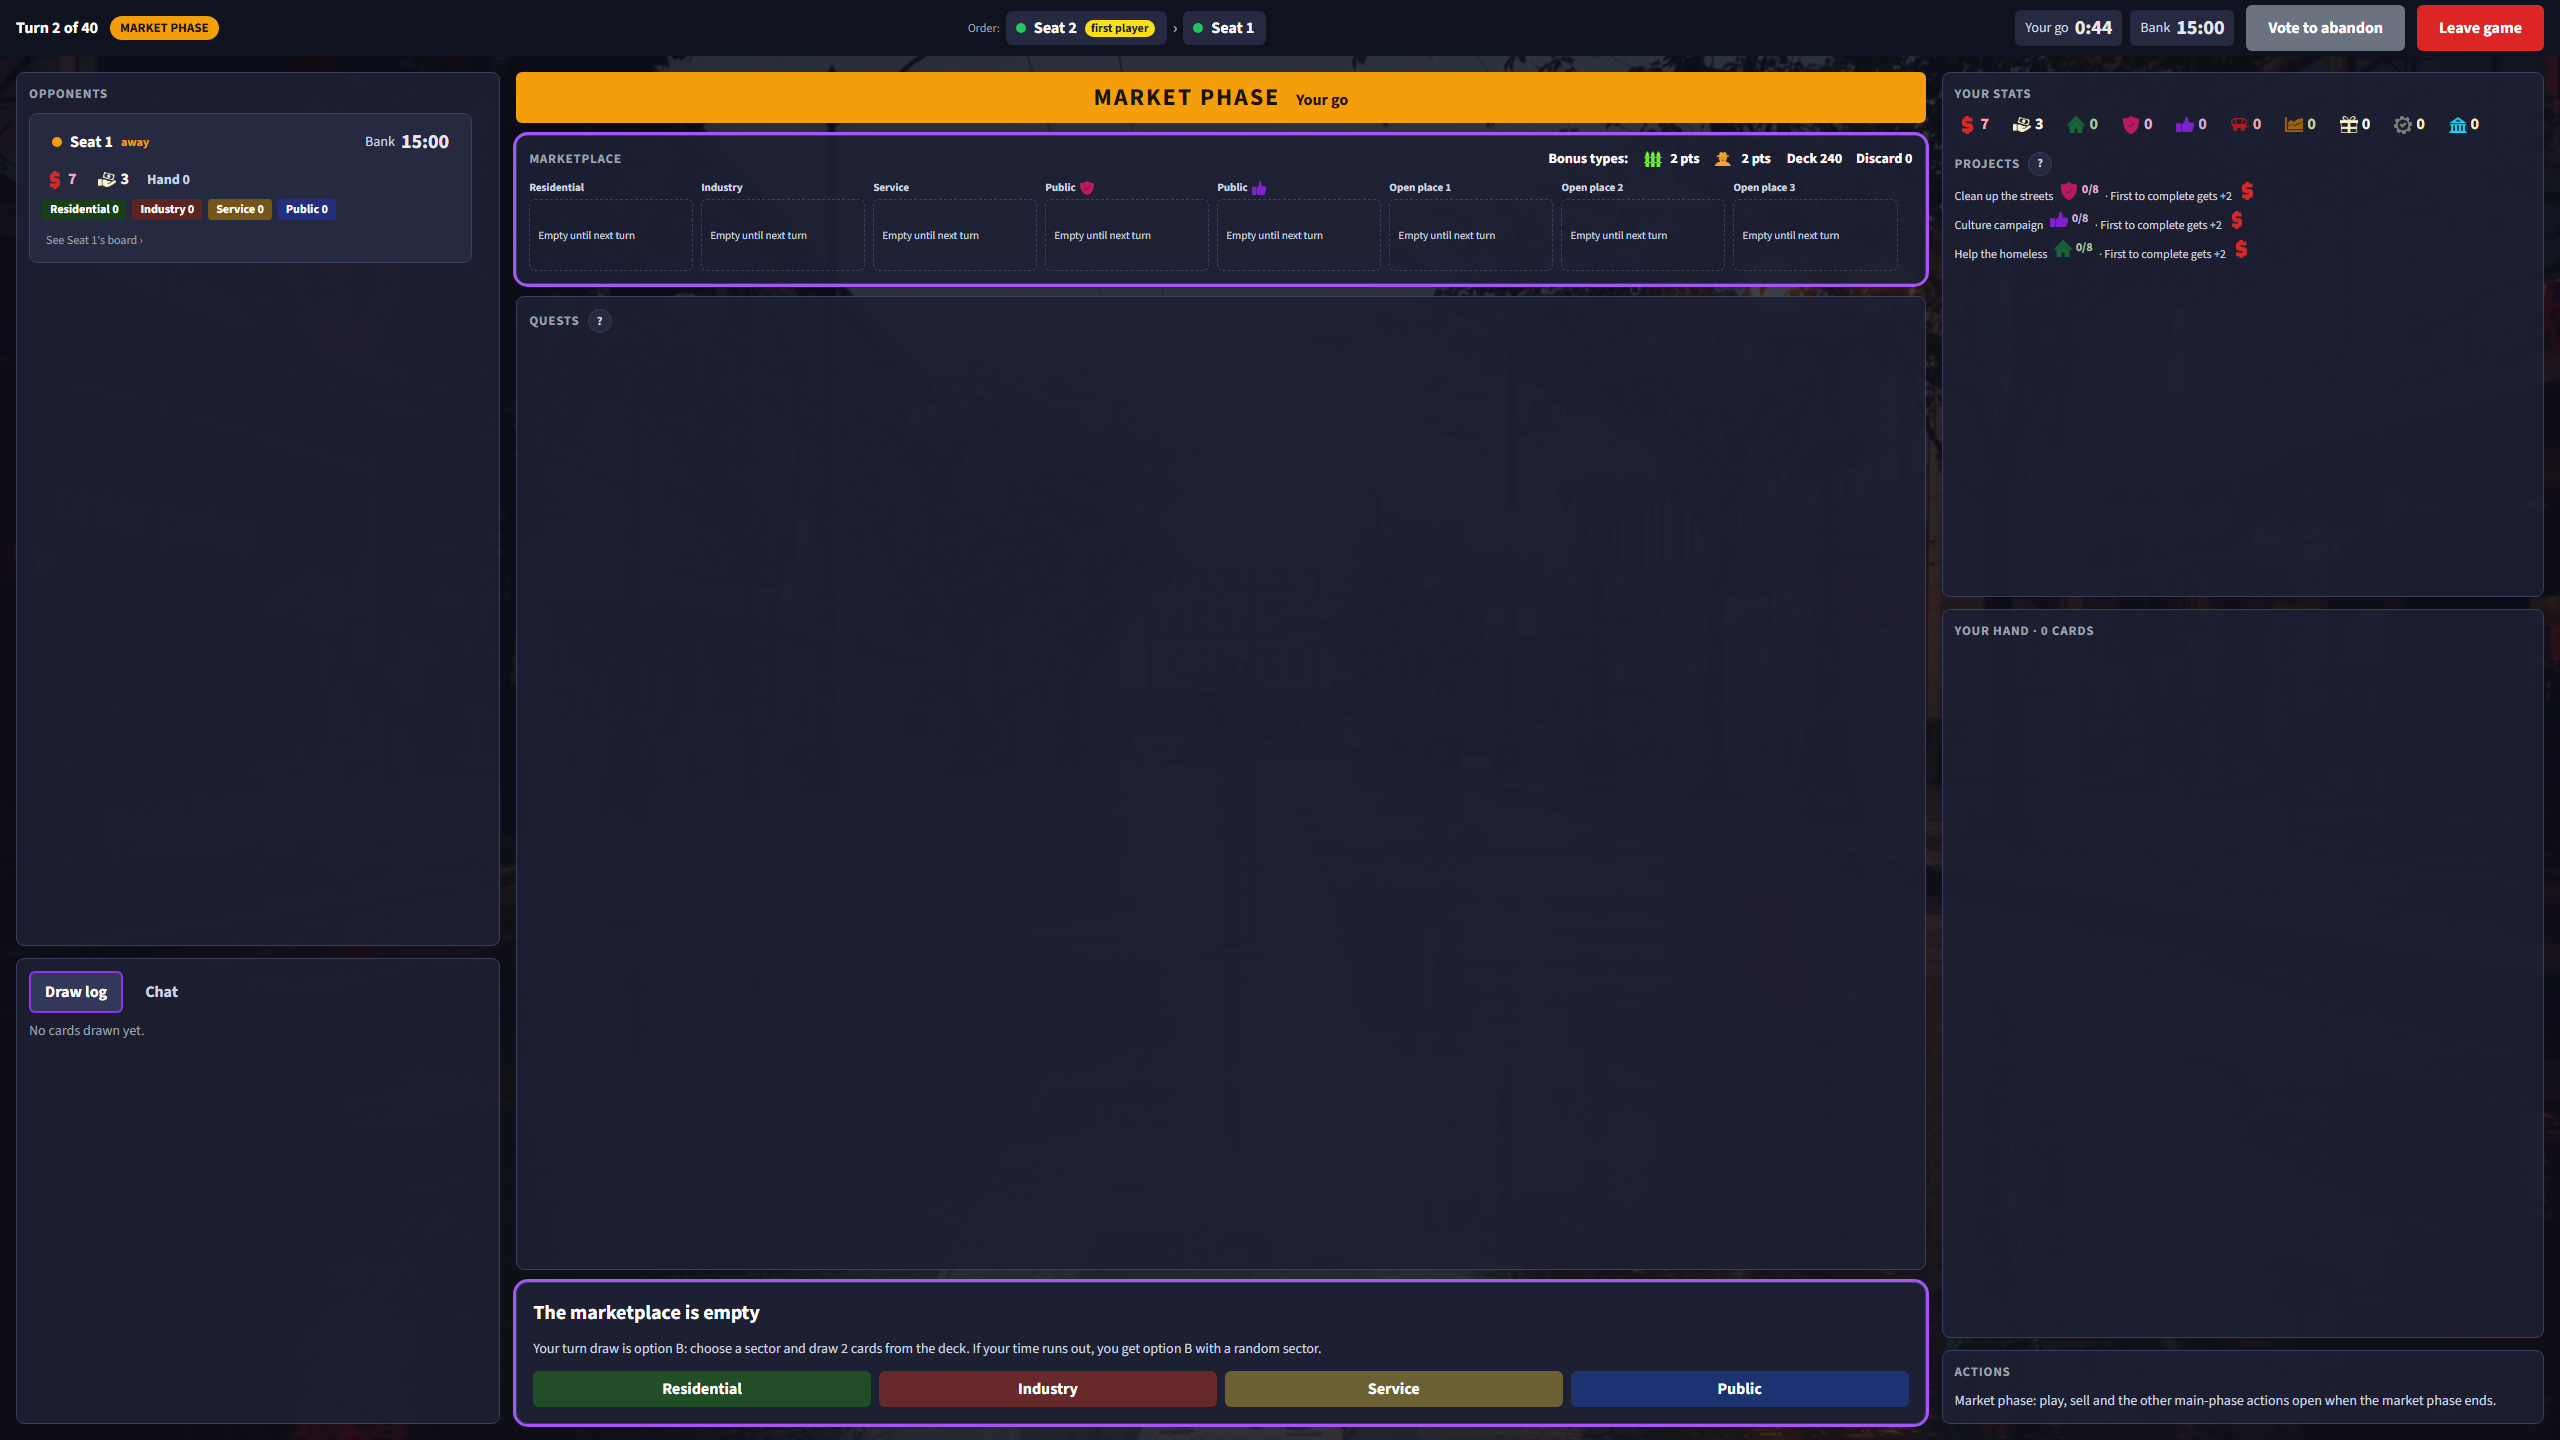 Turn 2 of 40 MARKET PHASE
Order: Seat 2 first player › Seat 1
Your go 0:44 Bank 15:00 Vote to abandon Leave game
OPPONENTS
Seat 1 away Bank 15:00
7 3 Hand 0
Residential 0 Industry 0 Service 0 Public 0
See Seat 1's board ›
Draw log Chat
No cards drawn yet.
MARKET PHASE Your go
MARKETPLACE Bonus types: 2 pts 2 pts Deck 240 Discard 0
Residential Industry Service Public Public Open place 1 Open place 2 Open place 3
Empty until next turn Empty until next turn Empty until next turn Empty until next turn Empty until next turn Empty until next turn Empty until next turn Empty until next turn
QUESTS ?
The marketplace is empty
Your turn draw is option B: choose a sector and draw 2 cards from the deck. If your time runs out, you get option B with a random sector.
Residential Industry Service Public
YOUR STATS
7 3 0 0 0 0 0 0 0 0
PROJECTS ?
Clean up the streets 0/8 · First to complete gets +2
Culture campaign 0/8 · First to complete gets +2
Help the homeless 0/8 · First to complete gets +2
YOUR HAND · 0 CARDS
ACTIONS
Market phase: play, sell and the other main-phase actions open when the market phase ends.